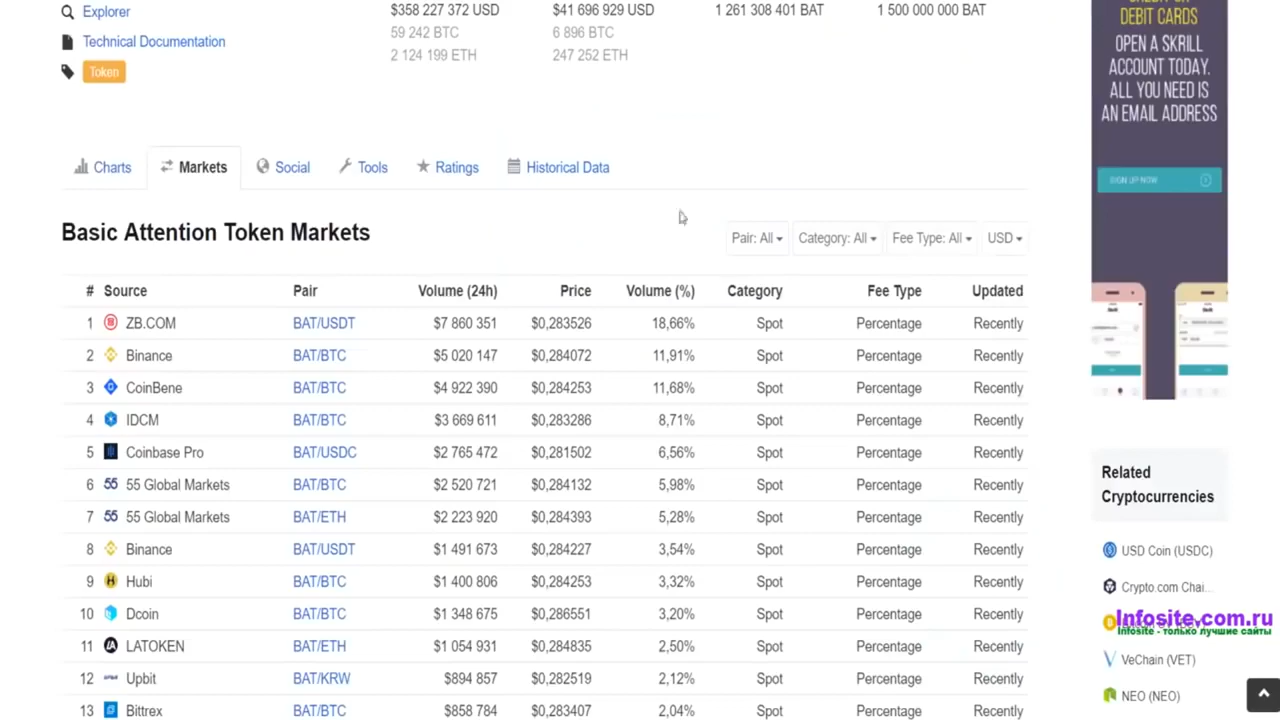 Explorer
$358 227 372 USD $41 696 929 USD 1 261 308 401 BAT 1 500 000 000 BAT
59 242 BTC 6 896 BTC
Technical Documentation
2 124 199 ETH 247 252 ETH
Token
DEBIT CARDS
OPEN A SKRILL
ACCOUNT TODAY.
ALL YOU NEED IS
AN EMAIL ADDRESS
SIGN UP NOW
Charts Markets Social Tools Ratings Historical Data
Basic Attention Token Markets
Pair: All Category: All Fee Type: All USD
# Source Pair Volume (24h) Price Volume (%) Category Fee Type Updated
1 ZB.COM BAT/USDT $7 860 351 $0,283526 18,66% Spot Percentage Recently
2 Binance BAT/BTC $5 020 147 $0,284072 11,91% Spot Percentage Recently
3 CoinBene BAT/BTC $4 922 390 $0,284253 11,68% Spot Percentage Recently
4 IDCM BAT/BTC $3 669 611 $0,283286 8,71% Spot Percentage Recently
5 Coinbase Pro BAT/USDC $2 765 472 $0,281502 6,56% Spot Percentage Recently
6 55 Global Markets BAT/BTC $2 520 721 $0,284132 5,98% Spot Percentage Recently
7 55 Global Markets BAT/ETH $2 223 920 $0,284393 5,28% Spot Percentage Recently
8 Binance BAT/USDT $1 491 673 $0,284227 3,54% Spot Percentage Recently
9 Hubi BAT/BTC $1 400 806 $0,284253 3,32% Spot Percentage Recently
10 Dcoin BAT/BTC $1 348 675 $0,286551 3,20% Spot Percentage Recently
11 LATOKEN BAT/ETH $1 054 931 $0,284835 2,50% Spot Percentage Recently
12 Upbit BAT/KRW $894 857 $0,282519 2,12% Spot Percentage Recently
13 Bittrex BAT/BTC $858 784 $0,283407 2,04% Spot Percentage Recently
Related
Cryptocurrencies
USD Coin (USDC)
Crypto.com Chai...
Infosite.com.ru
Infosite - только лучшие сайты
VeChain (VET)
NEO (NEO)